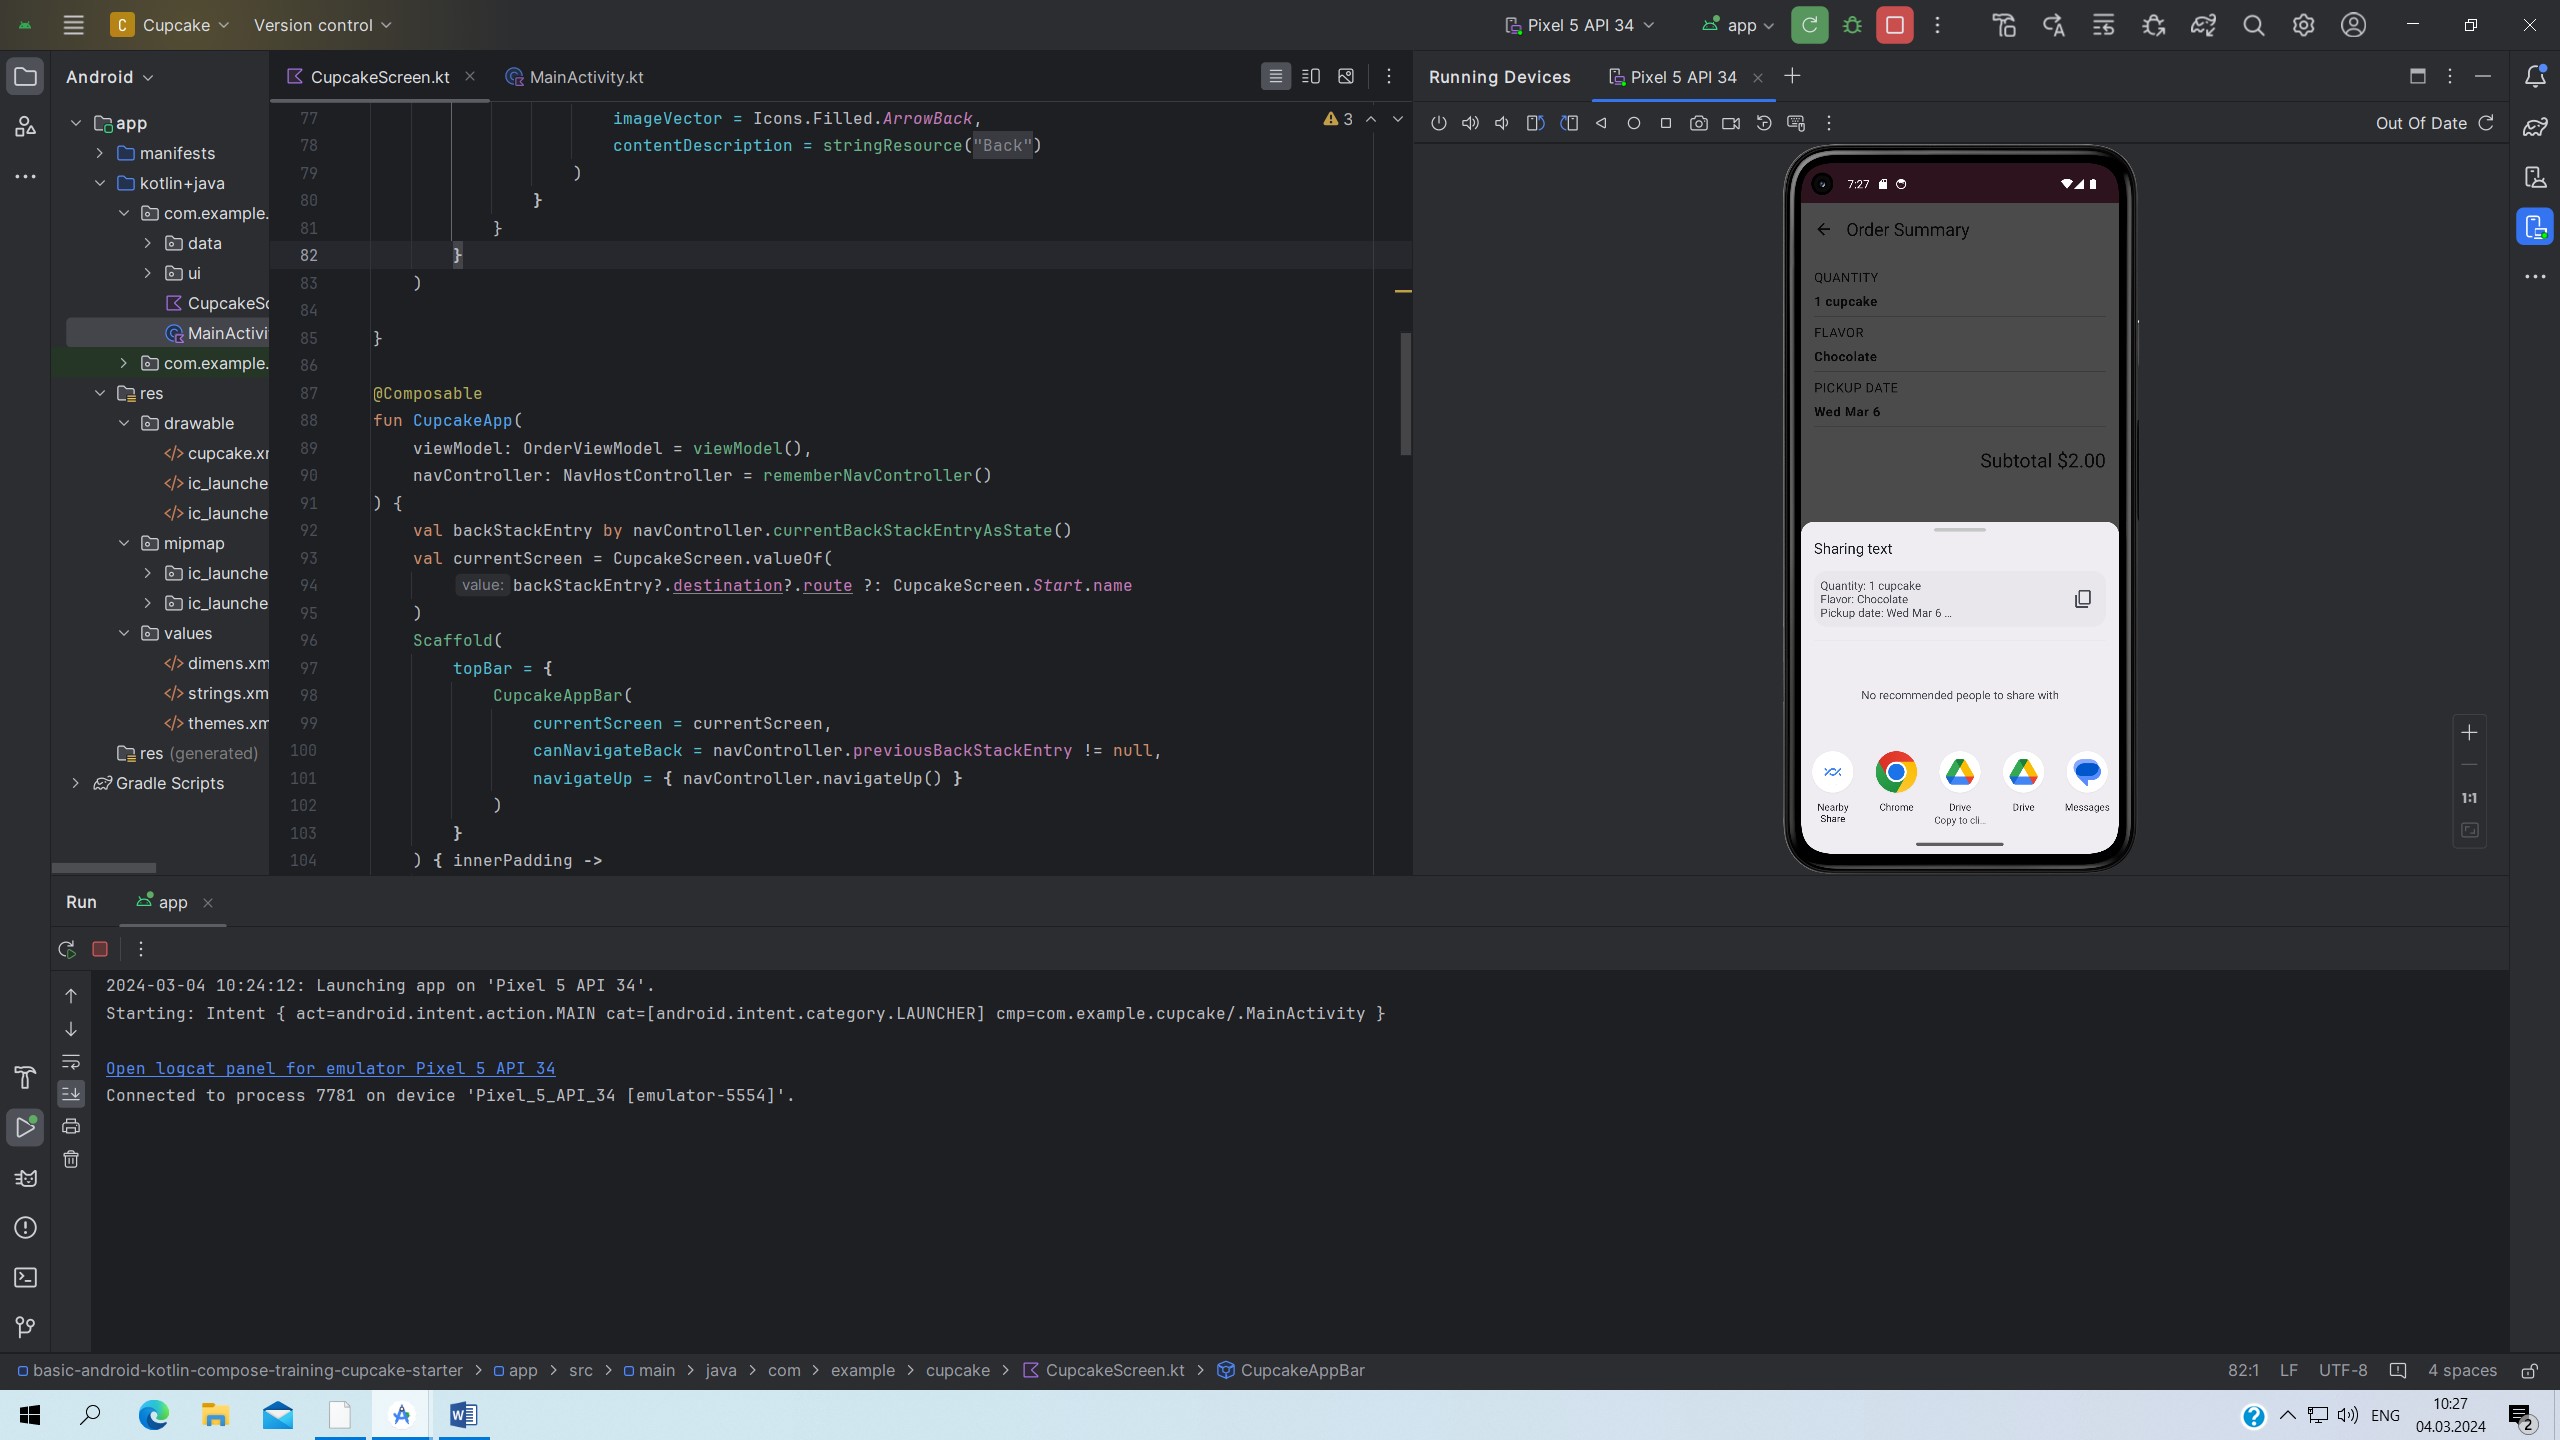 C Cupcake
Version control
Pixel 5 API 34
app
Android
CupcakeScreen.kt
MainActivity.kt
Running Devices
Pixel 5 API 34
app
manifests
kotlin+java
com.example.
data
ui
CupcakeSc
MainActivi
com.example.
res
drawable
cupcake.xm
ic_launche
ic_launche
mipmap
ic_launche
ic_launche
values
dimens.xm
strings.xm
themes.xm
res (generated)
Gradle Scripts
77 imageVector = Icons.Filled.ArrowBack,
78 contentDescription = stringResource("Back")
79 )
80 }
81 }
82 }
83 )
84
85 }
86
87 @Composable
88 fun CupcakeApp(
89 viewModel: OrderViewModel = viewModel(),
90 navController: NavHostController = rememberNavController()
91 ) {
92 val backStackEntry by navController.currentBackStackEntryAsState()
93 val currentScreen = CupcakeScreen.valueOf(
94 value: backStackEntry?.destination?.route ?: CupcakeScreen.Start.name
95 )
96 Scaffold(
97 topBar = {
98 CupcakeAppBar(
99 currentScreen = currentScreen,
100 canNavigateBack = navController.previousBackStackEntry != null,
101 navigateUp = { navController.navigateUp() }
102 )
103 }
104 ) { innerPadding ->
3
Out Of Date
7:27
Order Summary
QUANTITY
1 cupcake
FLAVOR
Chocolate
PICKUP DATE
Wed Mar 6
Subtotal $2.00
Sharing text
Quantity: 1 cupcake
Flavor: Chocolate
Pickup date: Wed Mar 6 ...
No recommended people to share with
Nearby Share
Chrome
Drive
Copy to cli...
Drive
Messages
1:1
Run
app
2024-03-04 10:24:12: Launching app on 'Pixel 5 API 34'.
Starting: Intent { act=android.intent.action.MAIN cat=[android.intent.category.LAUNCHER] cmp=com.example.cupcake/.MainActivity }
Open logcat panel for emulator Pixel 5 API 34
Connected to process 7781 on device 'Pixel_5_API_34 [emulator-5554]'.
basic-android-kotlin-compose-training-cupcake-starter > app > src > main > java > com > example > cupcake > CupcakeScreen.kt > CupcakeAppBar
82:1 LF UTF-8 4 spaces
ENG
10:27
04.03.2024
2